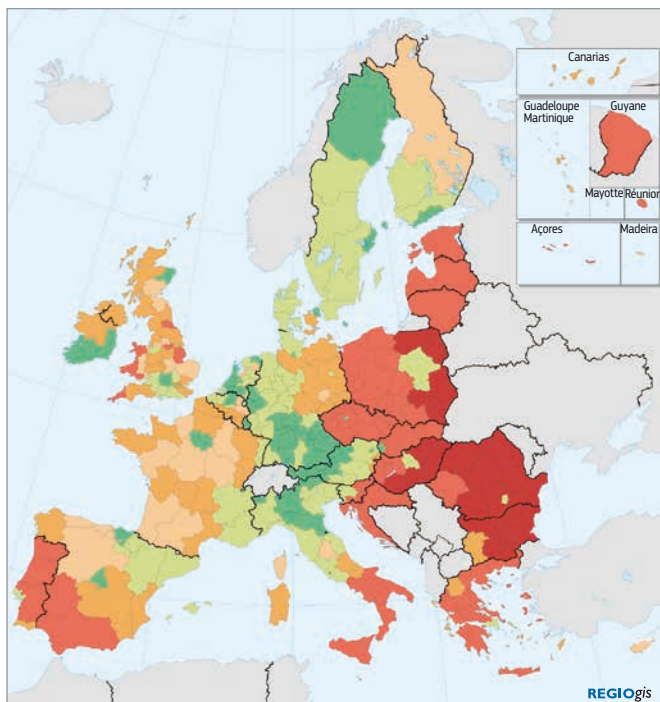 Canarias
Guadeloupe
Martinique
Guyane
Mayotte
Réunion
Açores
Madeira
REGIOgis